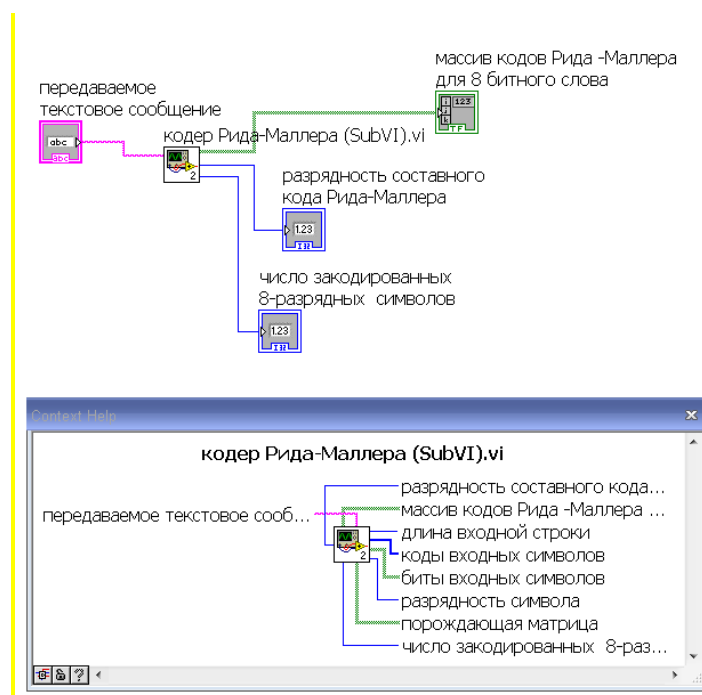 массив кодов Рида -Маллера
для 8 битного слова
передаваемое
текстовое сообщение
abc
abc
123
TF
кодер Рида-Маллера (SubVI).vi
2
разрядность составного
кода Рида-Маллера
1.23
I32
число закодированных
8-разрядных символов
1.23
I32
Context Help
кодер Рида-Маллера (SubVI).vi
разрядность составного кода...
передаваемое текстовое сооб...
массив кодов Рида -Маллера ...
длина входной строки
коды входных символов
2
биты входных символов
разрядность символа
порождающая матрица
число закодированных 8-раз...
?